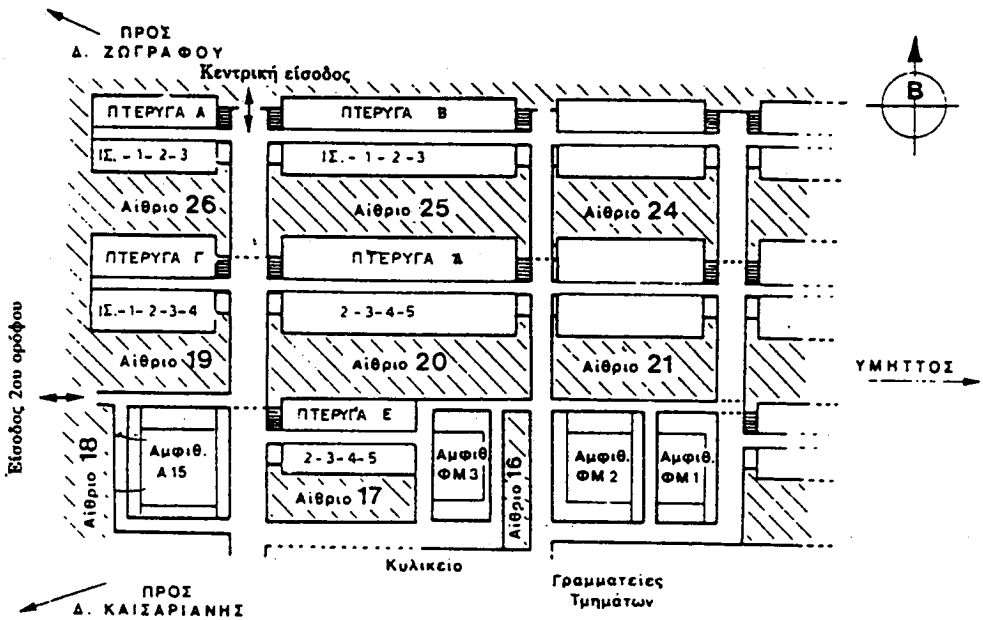 ΠΡΟΣ
Δ. ΖΩΓΡΑΦΟΥ
Κεντρική είσοδος
Β
ΠΤΕΡΥΓΑ Α
ΠΤΕΡΥΓΑ Β
ΙΣ.-1-2-3
ΙΣ.-1-2-3
Αίθριο 26
Αίθριο 25
Αίθριο 24
ΠΤΕΡΥΓΑ Γ
ΠΤΕΡΥΓΑ
ΙΣ.-1-2-3-4
2-3-4-5
Αίθριο 19
Αίθριο 20
Αίθριο 21
ΥΜΗΤΤΟΣ
Είσοδος 2ου ορόφου
ΠΤΕΡΥΓΑ Ε
Αίθριο 18
Αμφιθ.
Α15
2-3-4-5
Αίθριο 17
Αμφιθ.
ΦΜ3
Αίθριο 16
Αμφιθ.
ΦΜ2
Αμφιθ.
ΦΜ1
Κυλικείο
Γραμματείες
Τμημάτων
ΠΡΟΣ
Δ. ΚΑΙΣΑΡΙΑΝΗΣ